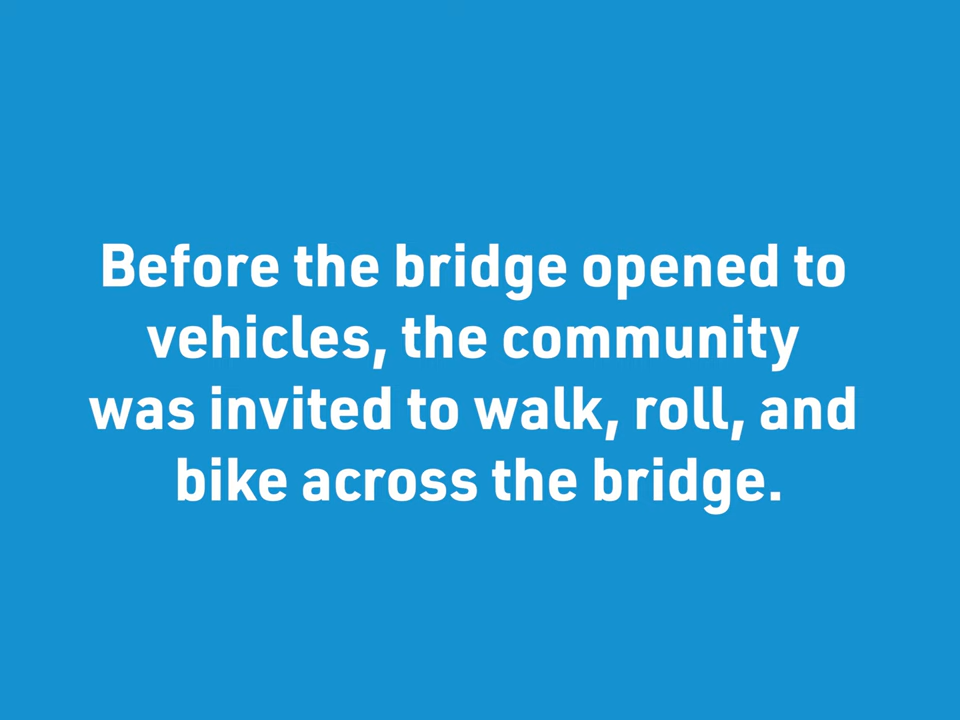 Before the bridge opened to
vehicles, the community
was invited to walk, roll, and
bike across the bridge.